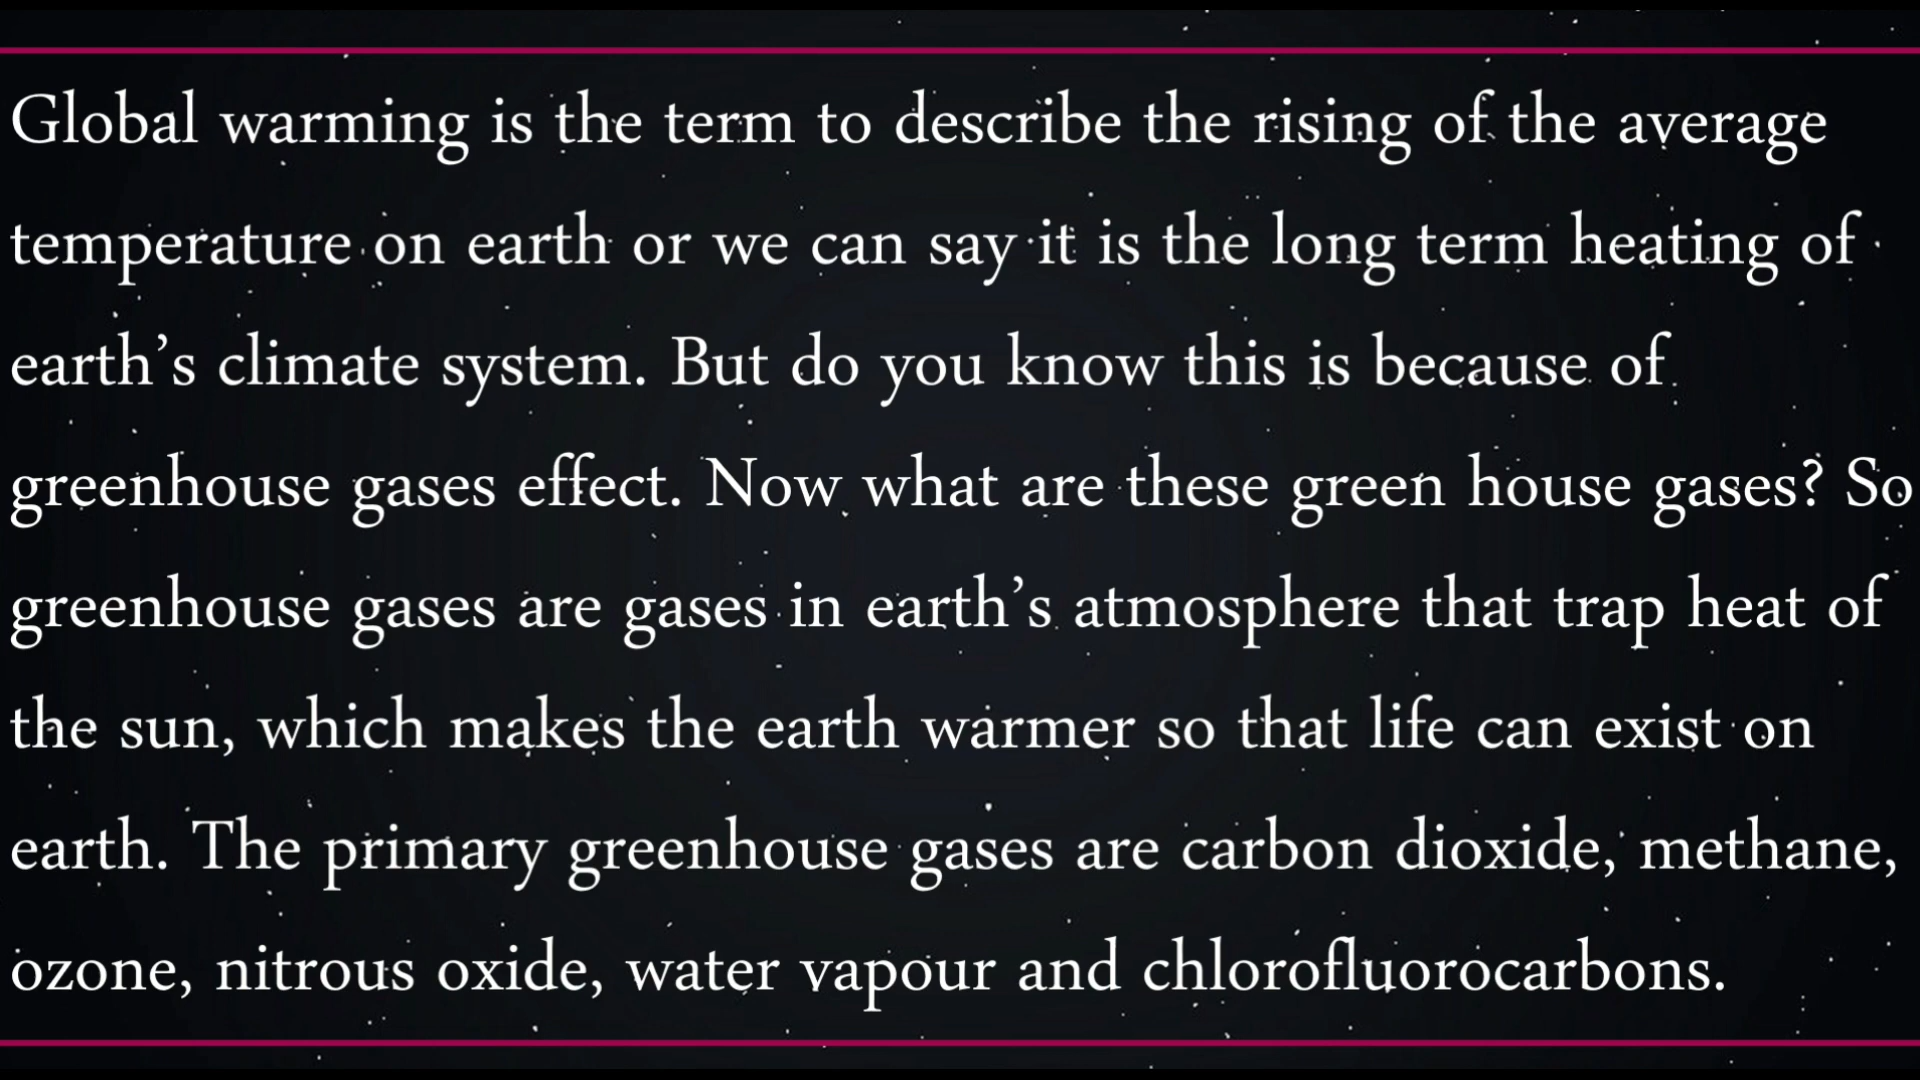 Global warming is the term to describe the rising of the average
temperature on earth or we can say it is the long term heating of
earth’s climate system. But do you know this is because of
greenhouse gases effect. Now what are these green house gases? So
greenhouse gases are gases in earth’s atmosphere that trap heat of
the sun, which makes the earth warmer so that life can exist on
earth. The primary greenhouse gases are carbon dioxide, methane,
ozone, nitrous oxide, water vapour and chlorofluorocarbons.